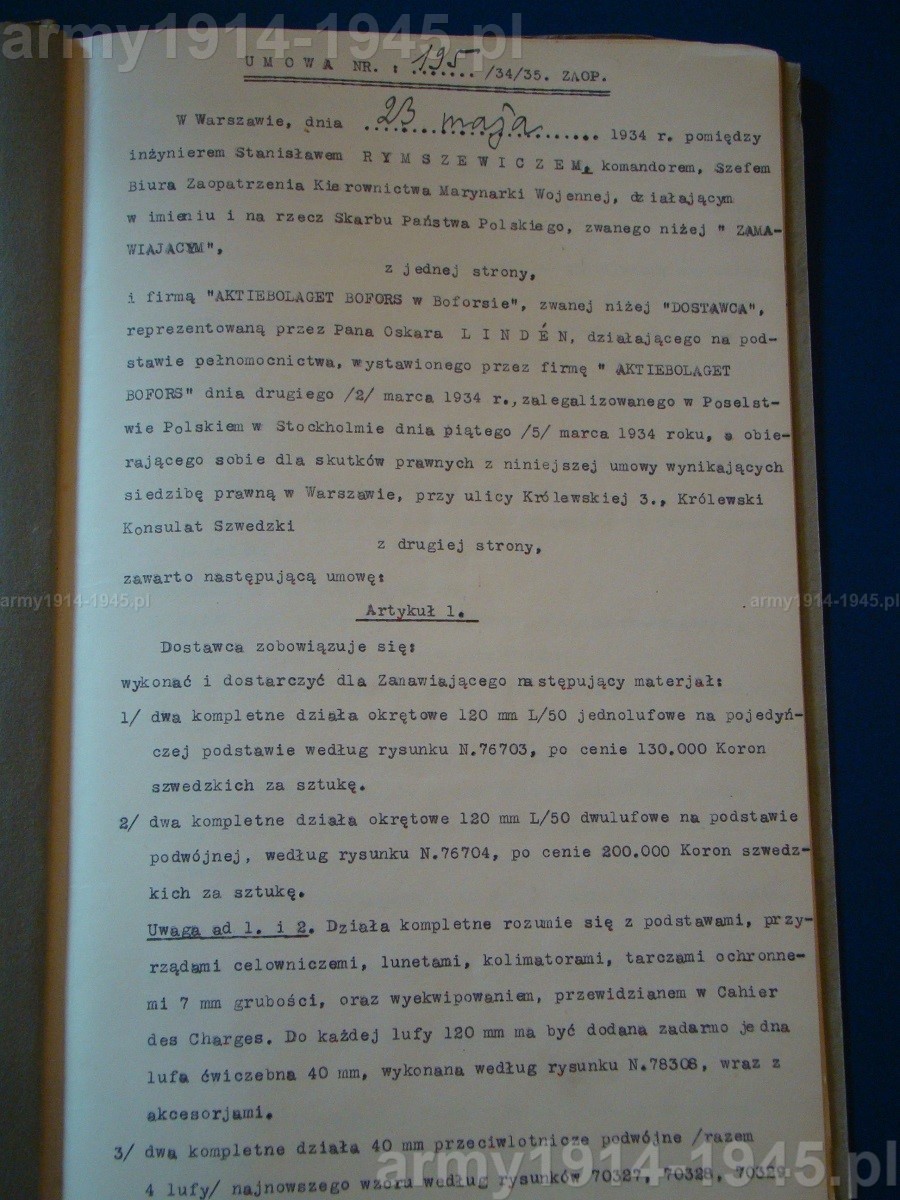 army1914-1945.pl
UMOWA NR. : 195 /34/35. ZAOP.
W Warszawie, dnia 23 maja 1934 r. pomiędzy
inżynierem Stanisławem R Y M S Z E W I C Z E M, komandorem, Szefem
Biura Zaopatrzenia Kierownictwa Marynarki Wojennej, działającym
w imieniu i na rzecz Skarbu Państwa Polskiego, zwanego niżej " ZAMA-
WIAJACYM",
z jednej strony,
i firmą "AKTIEBOLAGET BOFORS w Boforsie", zwanej niżej "DOSTAWCA",
reprezentowaną przez Pana Oskara L I N D É N, działającego na pod-
stawie pełnomocnictwa, wystawionego przez firmę " AKTIEBOLAGET
BOFORS" dnia drugiego /2/ marca 1934 r., zalegalizowanego w Poselst-
wie Polskiem w Stockholmie dnia piątego /5/ marca 1934 roku, a obie-
rającego sobie dla skutków prawnych z niniejszej umowy wynikających
siedzibę prawną w Warszawie, przy ulicy Królewskiej 3., Królewski
Konsulat Szwedzki
z drugiej strony,
zawarto następującą umowę:
army1914-1945.pl army1914-1945.pl
Artykuł 1.
Dostawca zobowiązuje się:
wykonać i dostarczyć dla Zanawiającego następujący materjał:
1/ dwa kompletne działa okrętowe 120 mm L/50 jednolufowe na pojedyń-
czej podstawie według rysunku N.76703, po cenie 130.000 Koron
szwedzkich za sztukę.
2/ dwa kompletne działa okrętowe 120 mm L/50 dwulufowe na podstawie
podwójnej, według rysunku N.76704, po cenie 200.000 Koron szwedz-
kich za sztukę.
Uwaga ad 1. i 2. Działa kompletne rozumie się z podstawami, przy-
rządami celowniczemi, lunetami, kolimatorami, tarczami ochronne-
mi 7 mm grubości, oraz wyekwipowaniem, przewidzianem w Cahier
des Charges. Do każdej lufy 120 mm ma być dodana zadarmo jedna
lufa ćwiczebna 40 mm, wykonana według rysunku N.78308, wraz z
akcesorjami.
3/ dwa kompletne działa 40 mm przeciwlotnicze podwójne /razem
4 lufy/ najnowszego wzoru według rysunków 70327, 70328, 70329
army1914-1945.pl